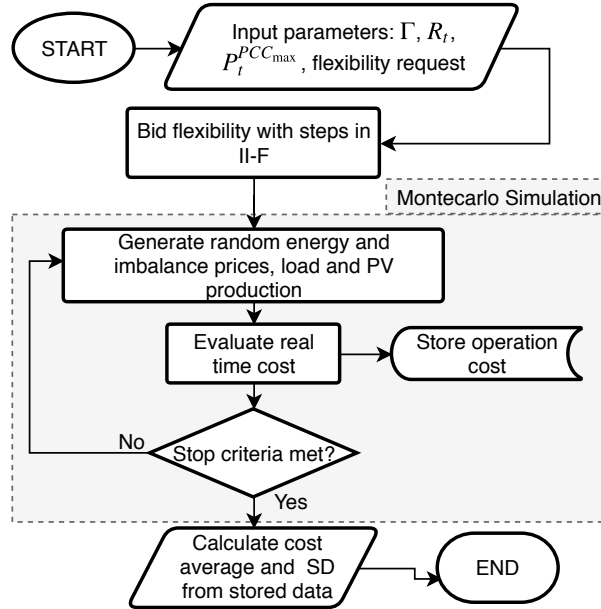 START
Input parameters: Γ, R_t,
P_t^{PCC_max}, flexibility request
Bid flexibility with steps in
II-F
Montecarlo Simulation
Generate random energy and
imbalance prices, load and PV
production
Evaluate real
time cost
Store operation
cost
Stop criteria met?
No
Yes
Calculate cost
average and SD
from stored data
END